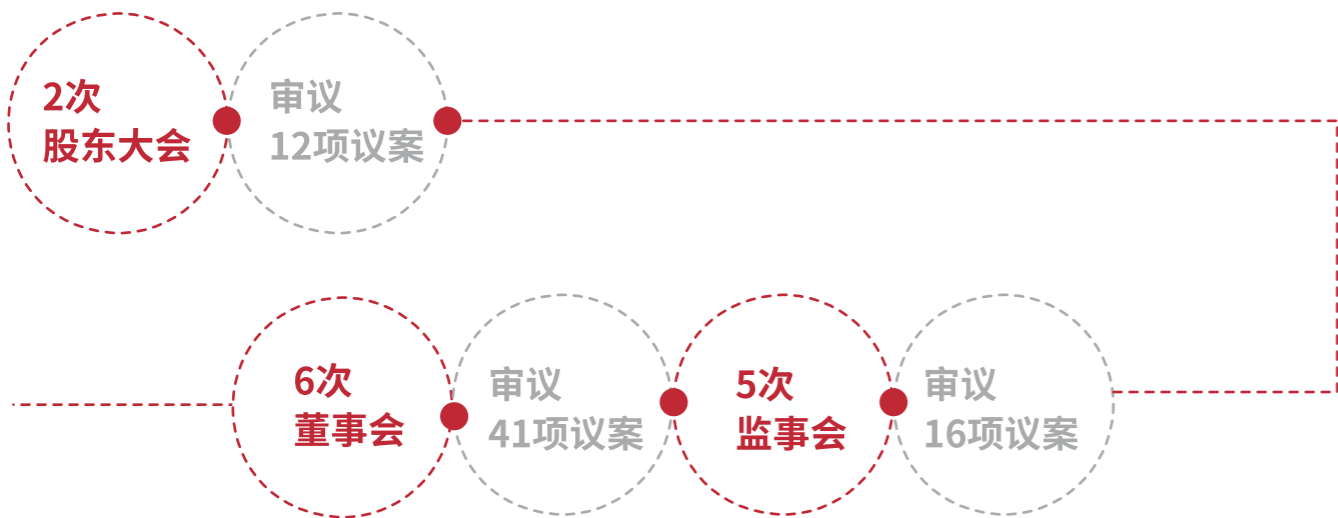 2次
股东大会
审议
12项议案
6次
董事会
审议
41项议案
5次
监事会
审议
16项议案